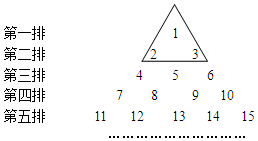 第一排 1
第二排 2 3
第三排 4 5 6
第四排 7 8 9 10
第五排 11 12 13 14 15
………………………